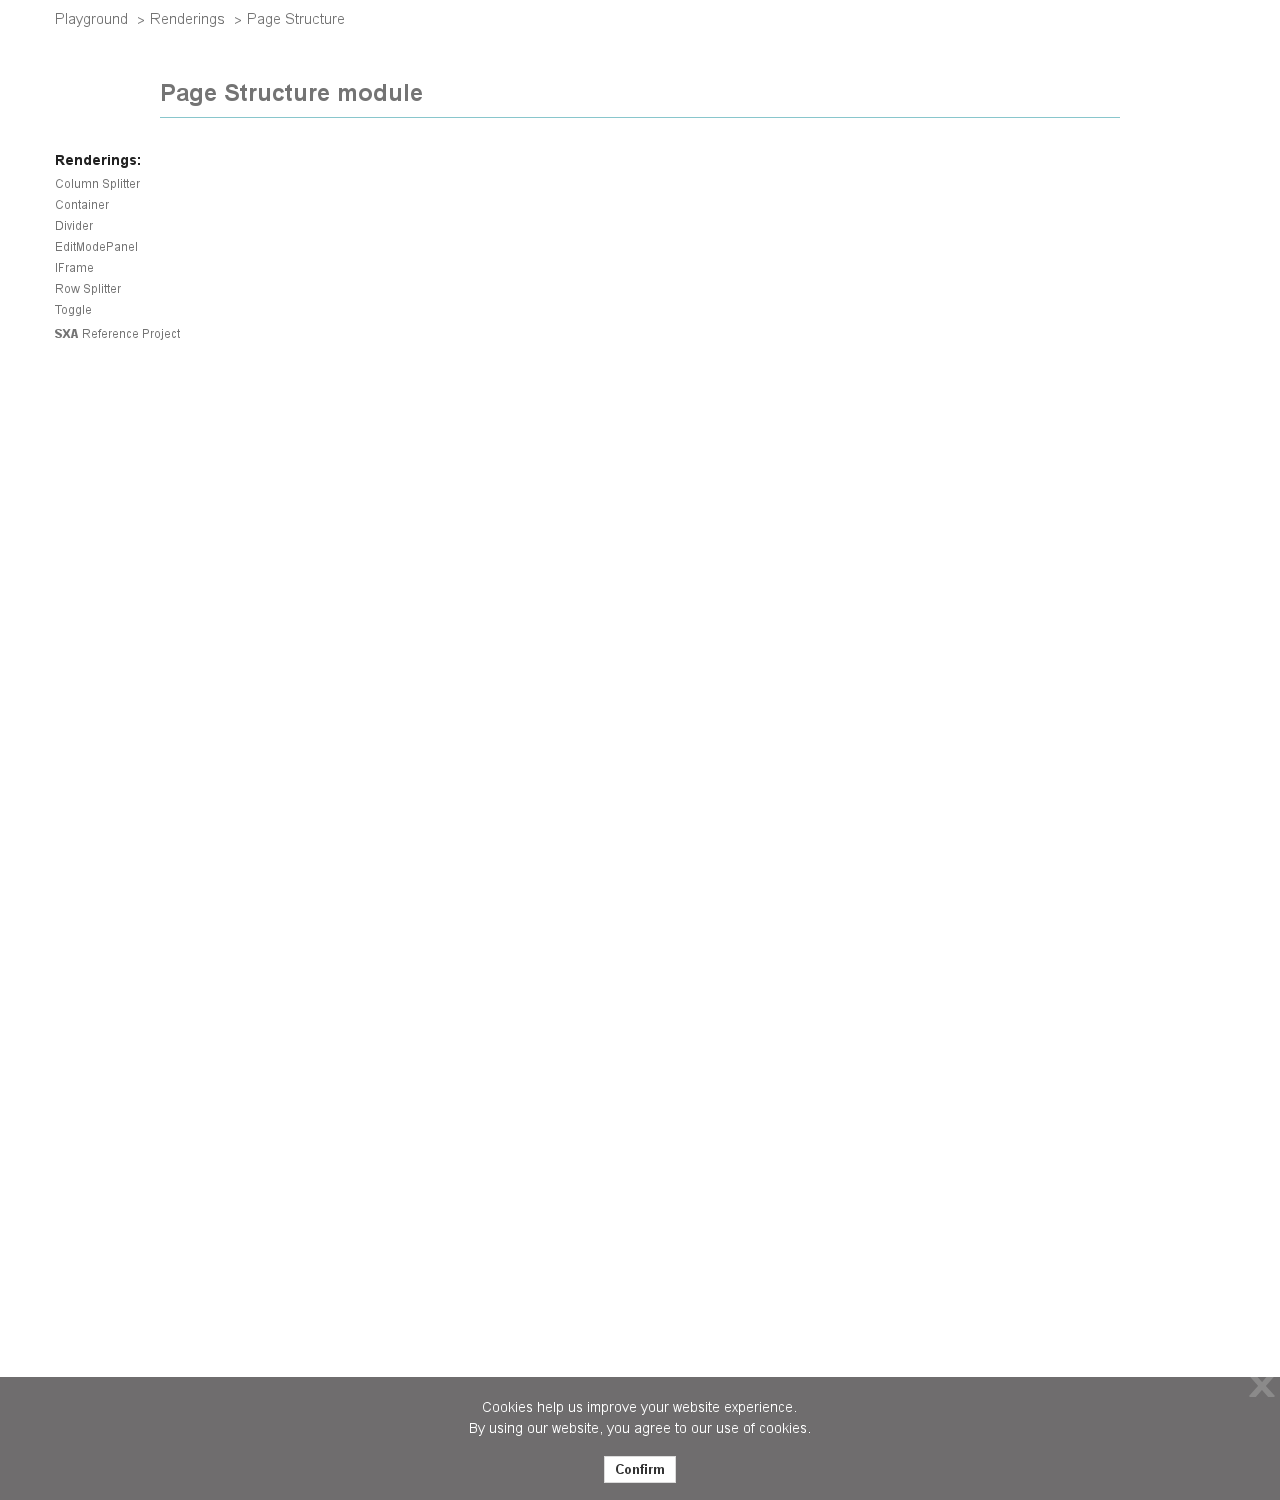 Playground > Renderings > Page Structure
Page Structure module
Renderings:
Column Splitter
Container
Divider
EditModePanel
IFrame
Row Splitter
Toggle
SXA Reference Project
X
Cookies help us improve your website experience.
By using our website, you agree to our use of cookies.
Confirm